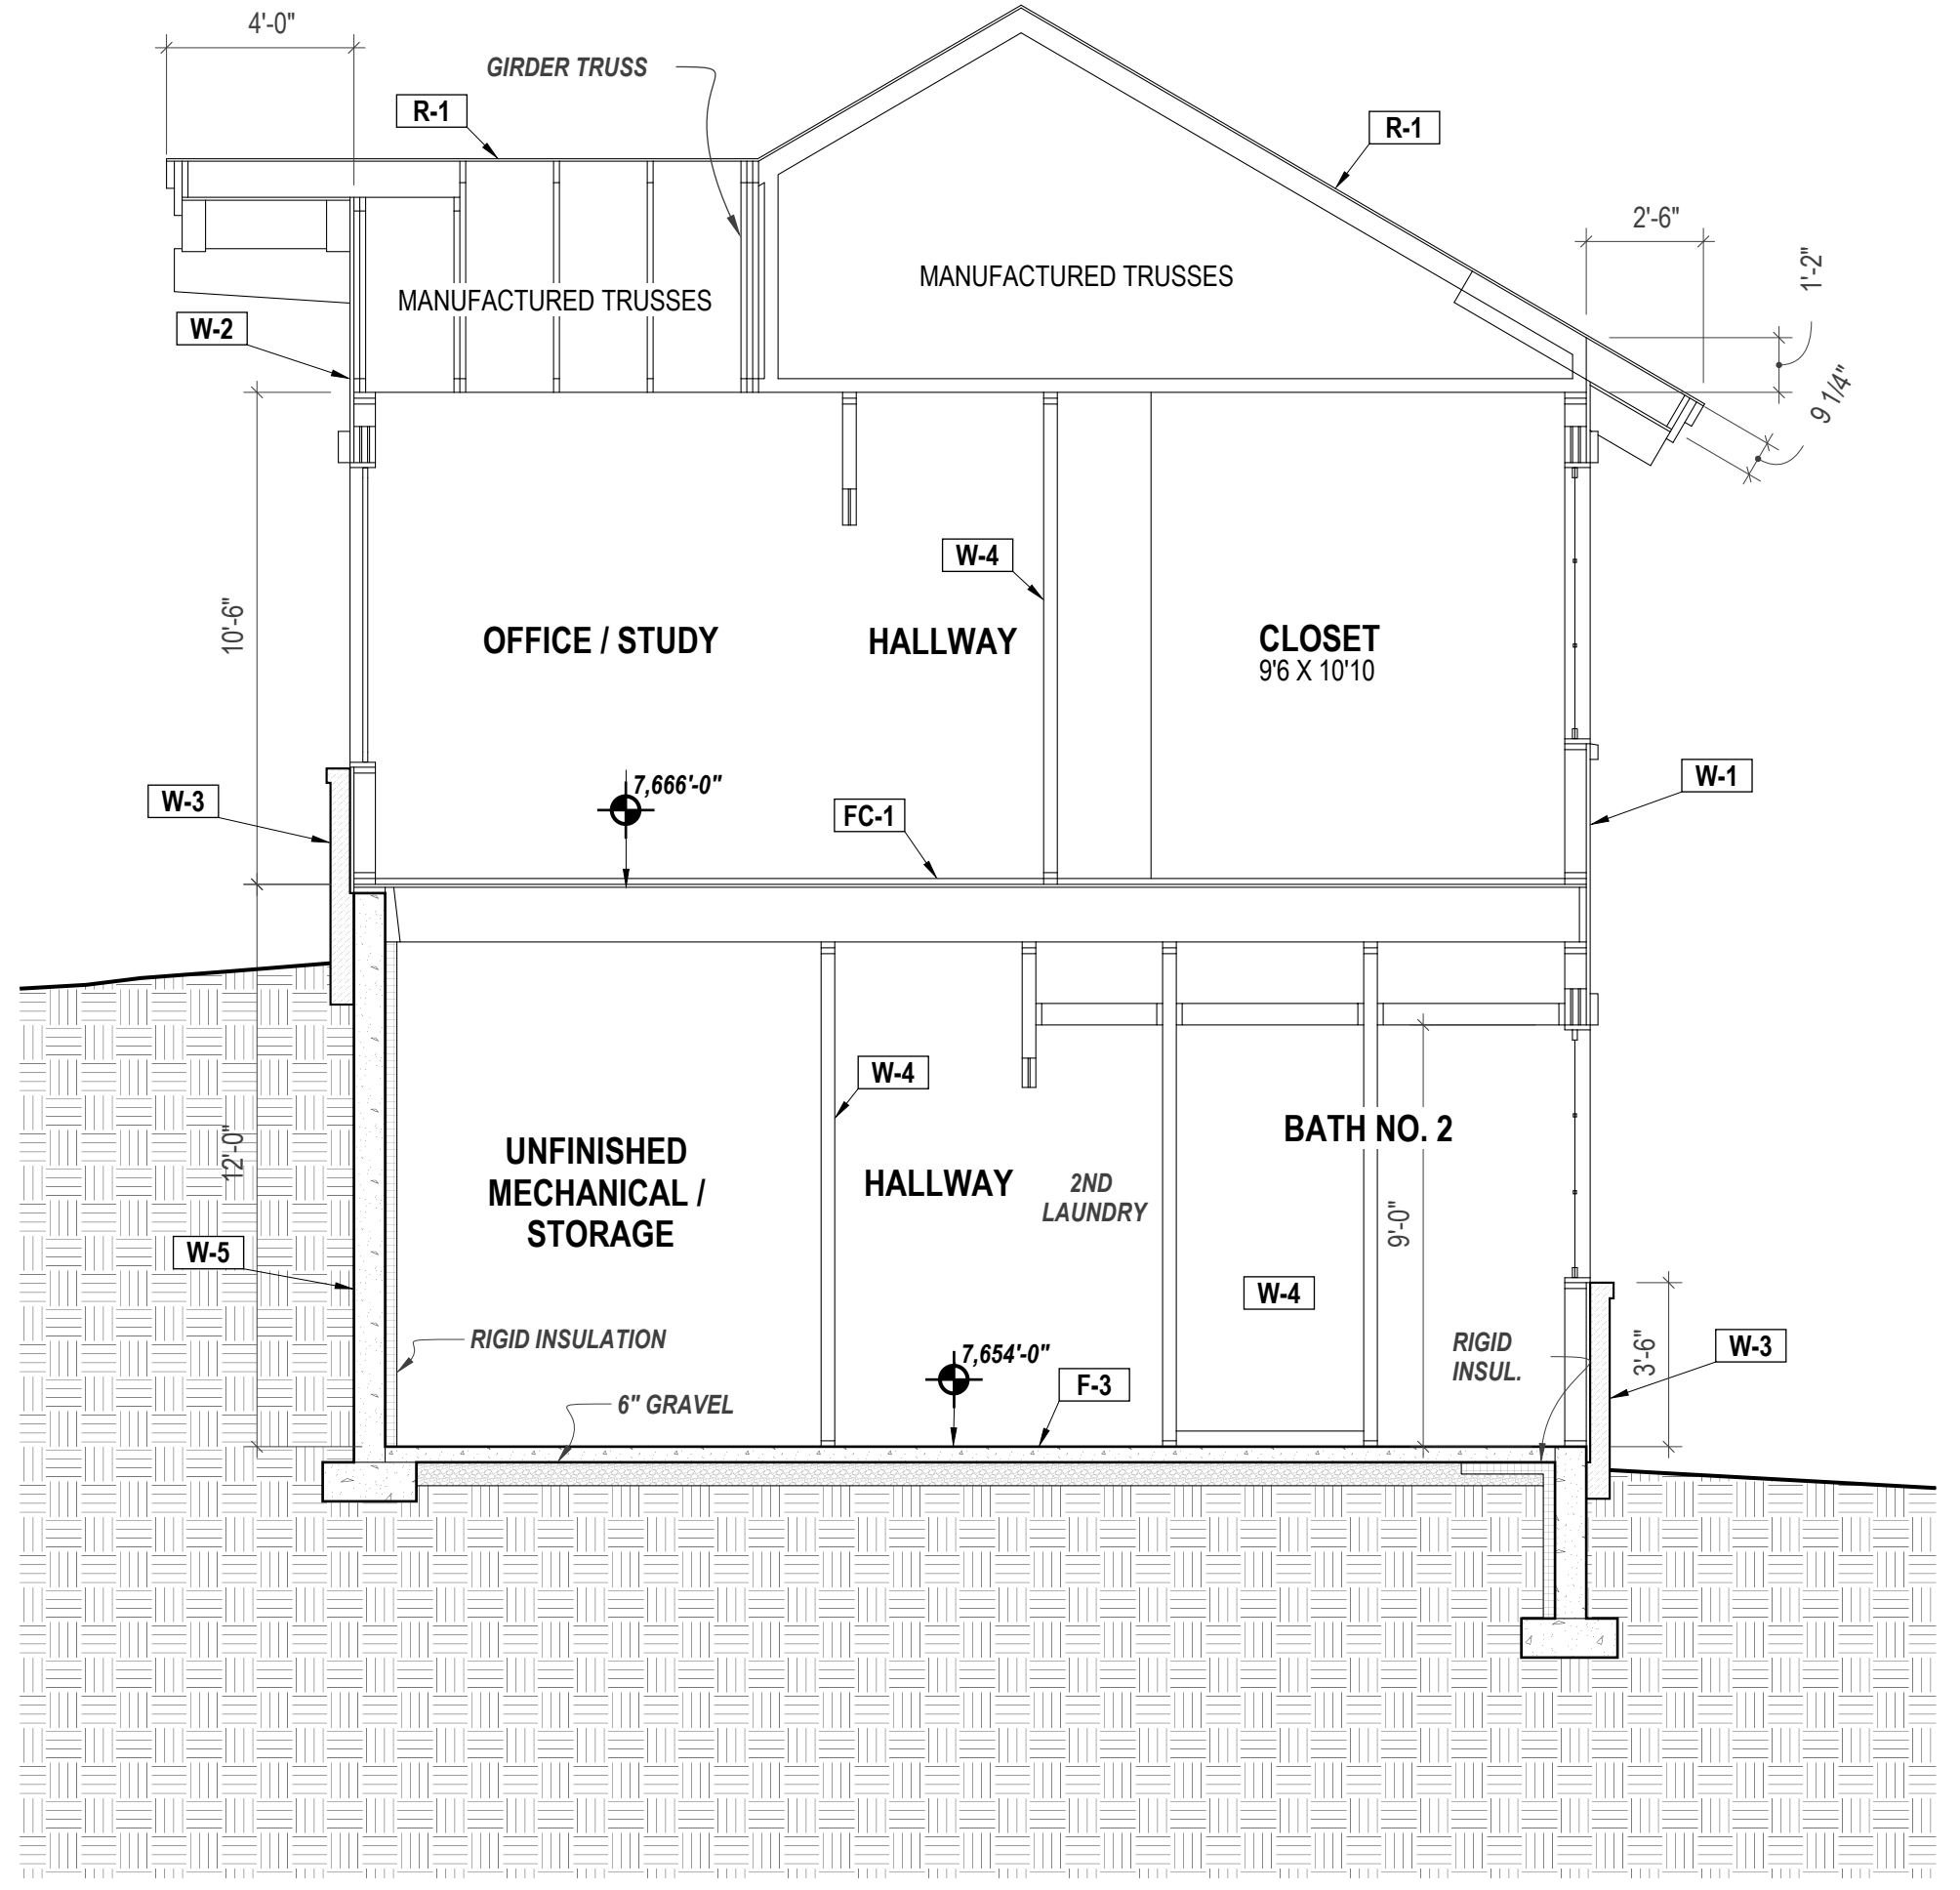 4'-0"
GIRDER TRUSS
R-1
R-1
2'-6"
1'-2"
MANUFACTURED TRUSSES
MANUFACTURED TRUSSES
W-2
9 1/4"
W-4
10'-6"
OFFICE / STUDY
HALLWAY
CLOSET
9'6 X 10'10
7,666'-0"
W-3
FC-1
W-1
W-4
12'-0"
UNFINISHED
MECHANICAL /
STORAGE
HALLWAY
2ND
LAUNDRY
BATH NO. 2
9'-0"
W-5
W-4
RIGID INSULATION
7,654'-0"
RIGID
INSUL.
3'-6"
W-3
F-3
6" GRAVEL